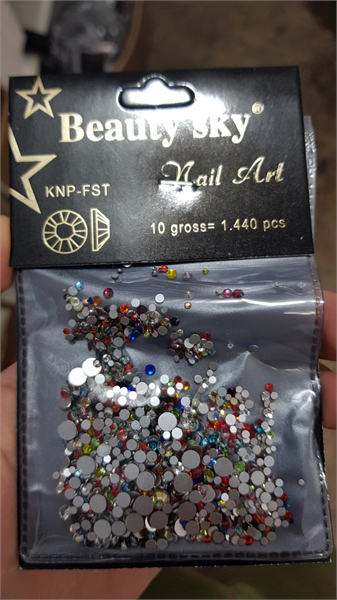 Beauty sky®
Nail Art
KNP-FST
10 gross= 1.440 pcs